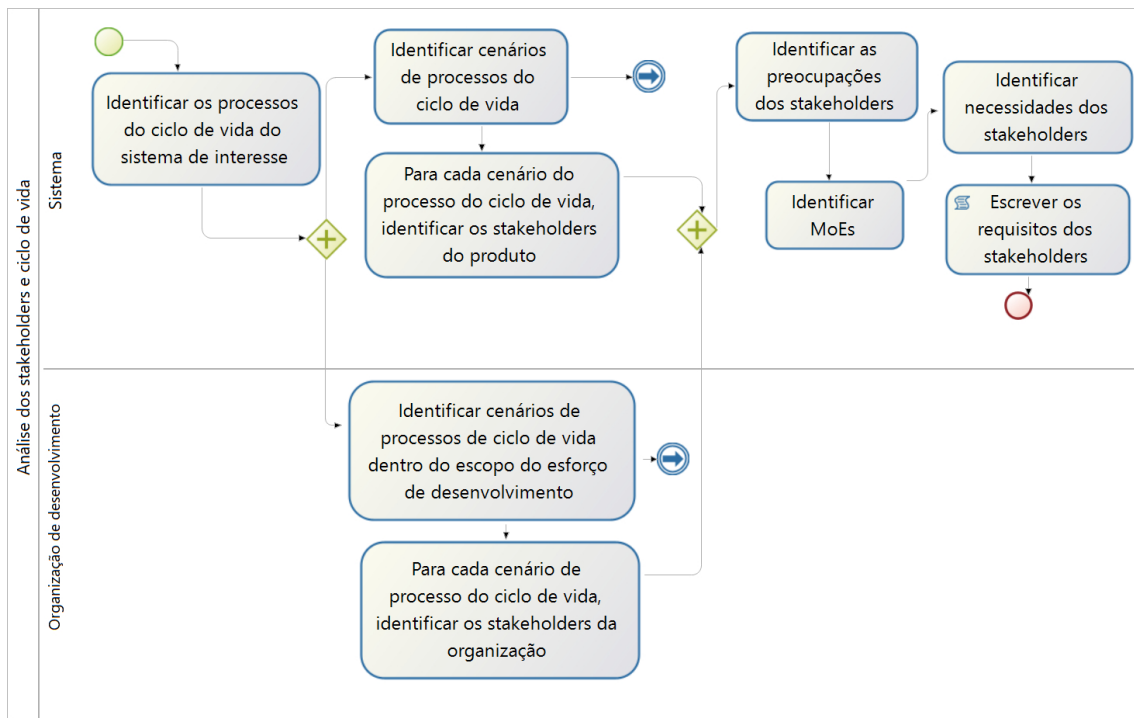 Análise dos stakeholders e ciclo de vida
Sistema
Identificar os processos
do ciclo de vida do
sistema de interesse
Identificar cenários
de processos do
ciclo de vida
Para cada cenário do
processo do ciclo de vida,
identificar os stakeholders
do produto
Identificar as
preocupações
dos stakeholders
Identificar
MoEs
Identificar
necessidades dos
stakeholders
Escrever os
requisitos dos
stakeholders
Organização de desenvolvimento
Identificar cenários de
processos de ciclo de vida
dentro do escopo do esforço
de desenvolvimento
Para cada cenário de
processo do ciclo de vida,
identificar os stakeholders da
organização